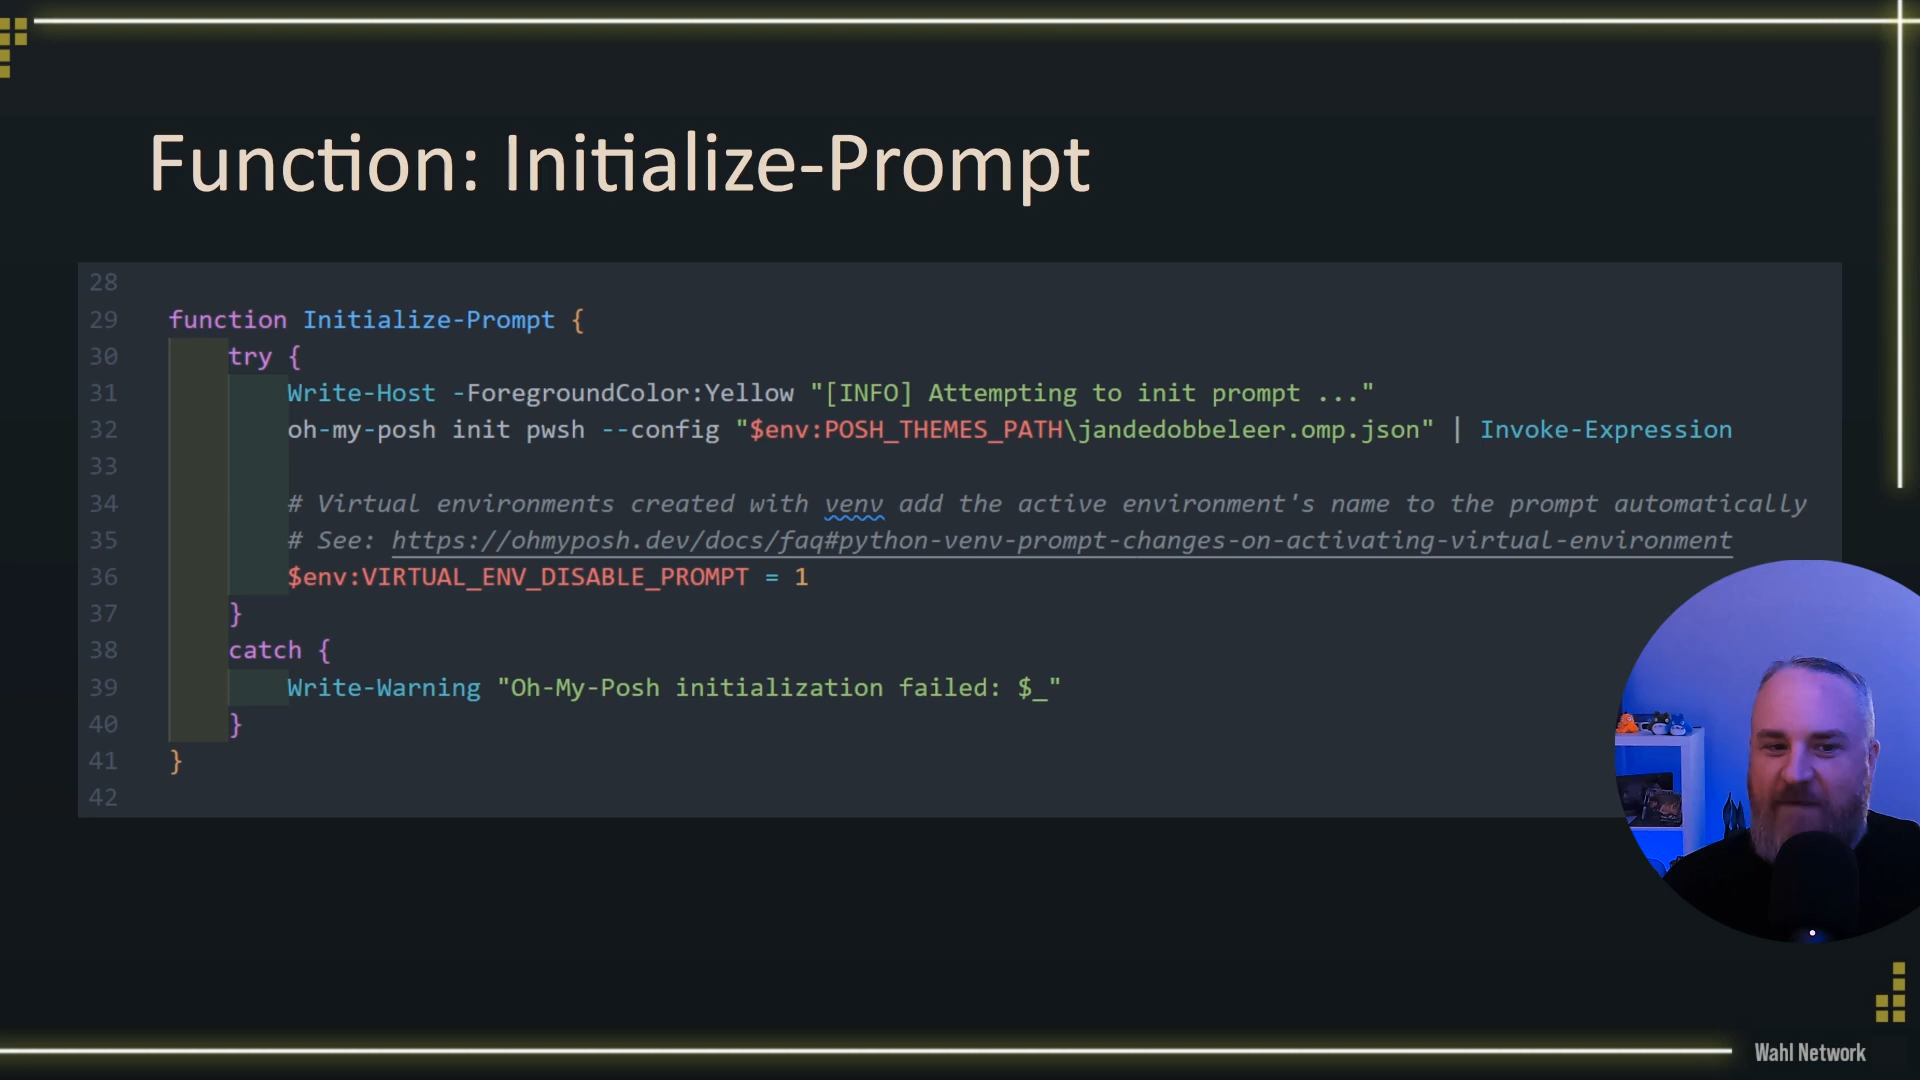 Function: Initialize-Prompt
28
29 function Initialize-Prompt {
30 try {
31 Write-Host -ForegroundColor:Yellow "[INFO] Attempting to init prompt ..."
32 oh-my-posh init pwsh --config "$env:POSH_THEMES_PATH\jandedobbeleer.omp.json" | Invoke-Expression
33
34 # Virtual environments created with venv add the active environment's name to the prompt automatically
35 # See: https://ohmyposh.dev/docs/faq#python-venv-prompt-changes-on-activating-virtual-environment
36 $env:VIRTUAL_ENV_DISABLE_PROMPT = 1
37 }
38 catch {
39 Write-Warning "Oh-My-Posh initialization failed: $_"
40 }
41 }
42
Wahl Network